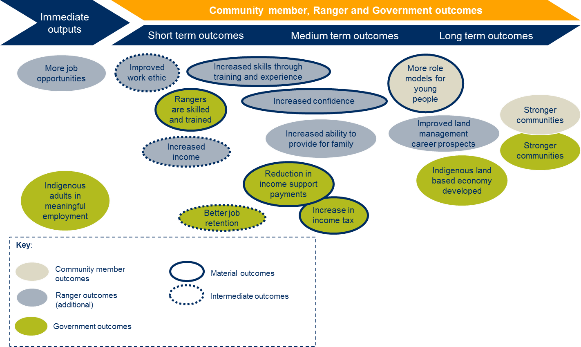 Community member, Ranger and Government outcomes
Immediate
outputs
Short term outcomes
Medium term outcomes
Long term outcomes
More job
opportunities
Improved
work ethic
Increased skills through
training and experience
More role
models for
young
people
Rangers
are skilled
and trained
Increased confidence
Stronger
communities
Increased
income
Increased ability to
provide for family
Improved land
management
career prospects
Stronger
communities
Indigenous
adults in
meaningful
employment
Reduction in
income support
payments
Indigenous land
based economy
developed
Better job
retention
Increase in
income tax
Key:
Community member
outcomes
Material outcomes
Ranger outcomes
(additional)
Intermediate outcomes
Government outcomes